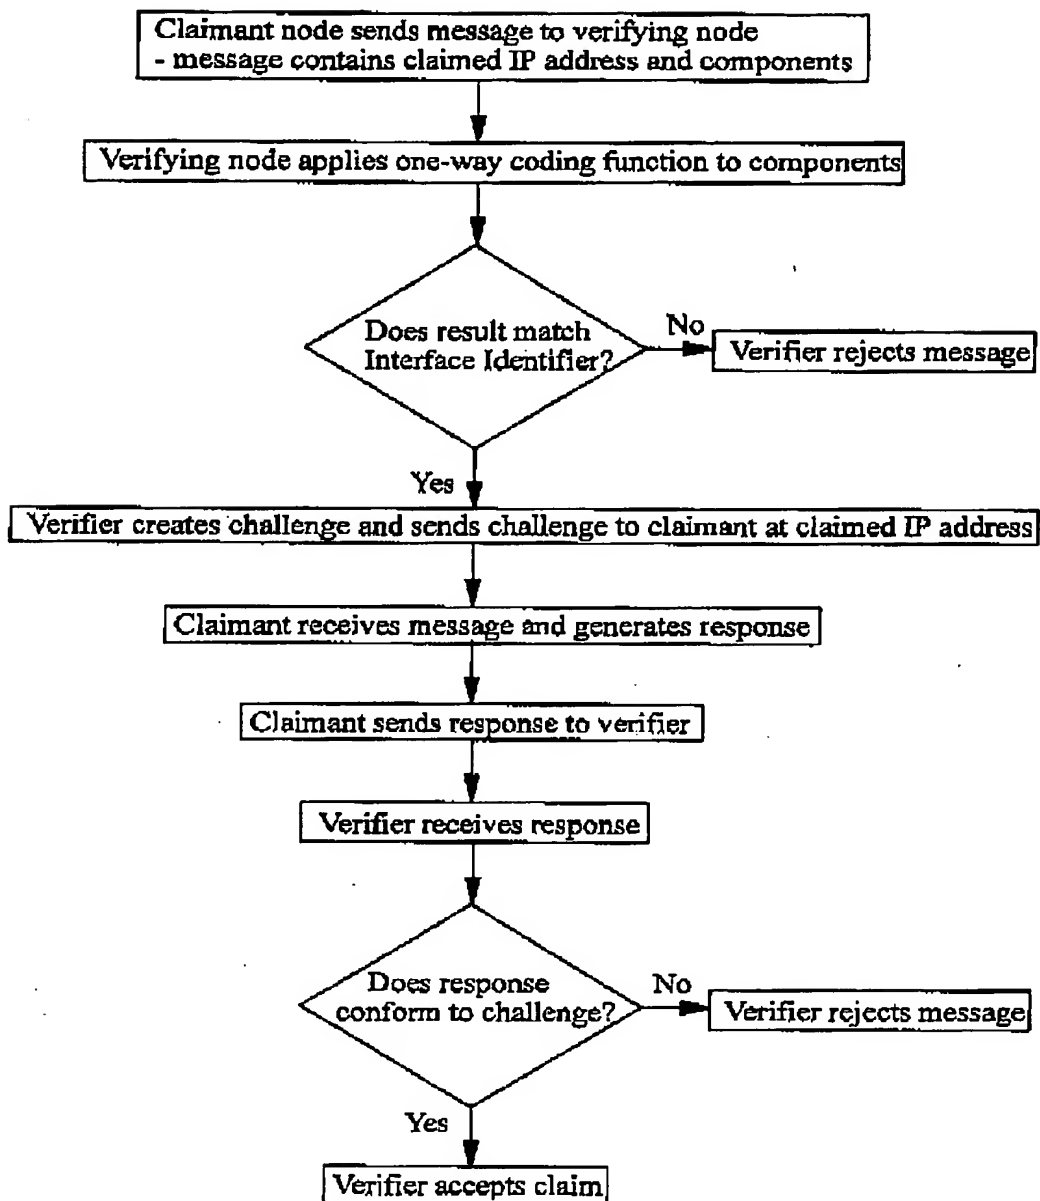 Claimant node sends message to verifying node
- message contains claimed IP address and components
Verifying node applies one-way coding function to components
Does result match
Interface Identifier?
No
Verifier rejects message
Yes
Verifier creates challenge and sends challenge to claimant at claimed IP address
Claimant receives message and generates response
Claimant sends response to verifier
Verifier receives response
Does response
conform to challenge?
No
Verifier rejects message
Yes
Verifier accepts claim